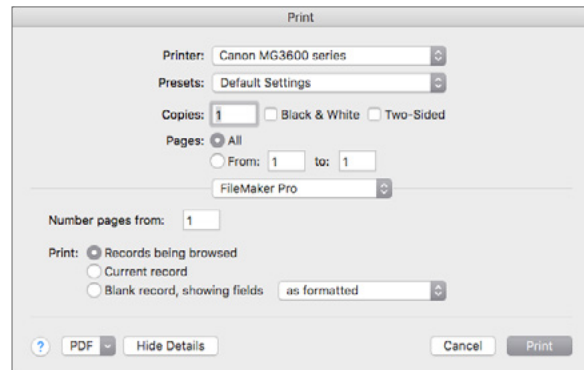 Print
Printer: Canon MG3600 series
Presets: Default Settings
Copies: 1 Black & White Two-Sided
Pages: All
From: 1 to: 1
FileMaker Pro
Number pages from: 1
Print: Records being browsed
Current record
Blank record, showing fields as formatted
? PDF Hide Details Cancel Print